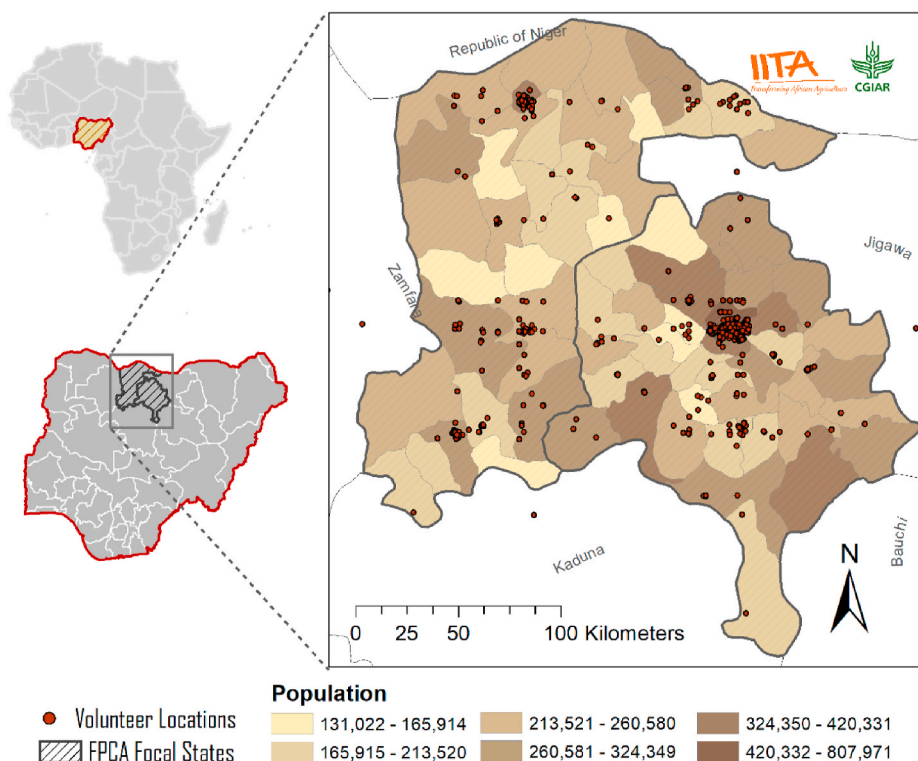 Republic of Niger
IITA
Transforming African Agriculture
CGIAR
Jigawa
Zamfara
Kaduna
Bauchi
N
0 25 50 100 Kilometers
Population
Volunteer Locations
FPCA Focal States
131,022 - 165,914
165,915 - 213,520
213,521 - 260,580
260,581 - 324,349
324,350 - 420,331
420,332 - 807,971